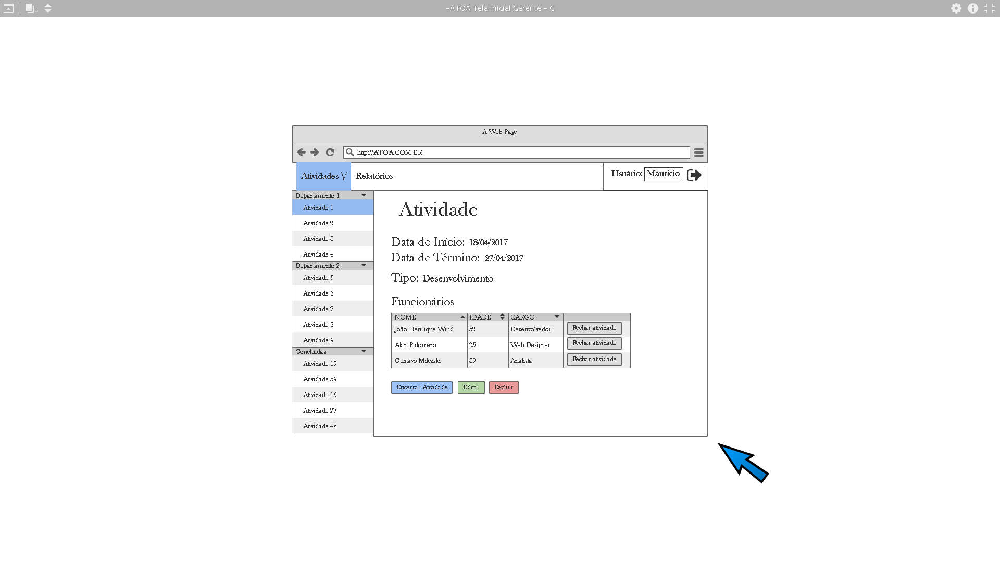 -ATOA Tela inicial Gerente - G
A Web Page
http://ATOA.COM.BR
Atividades \/ Relatórios
Usuário: Mauricio
Departamento 1
Atividade 1
Atividade 2
Atividade 3
Atividade 4
Departamento 2
Atividade 5
Atividade 6
Atividade 7
Atividade 8
Atividade 9
Concluídas
Atividade 19
Atividade 39
Atividade 16
Atividade 27
Atividade 48
Atividade
Data de Início: 18/04/2017
Data de Término: 27/04/2017
Tipo: Desenvolvimento
Funcionários
NOME IDADE CARGO
João Henrique Wind 32 Desenvolvedor Fechar atividade
Alan Palomero 25 Web Designer Fechar atividade
Gustavo Milczski 39 Analista Fechar atividade
Encerrar Atividade Editar Excluir